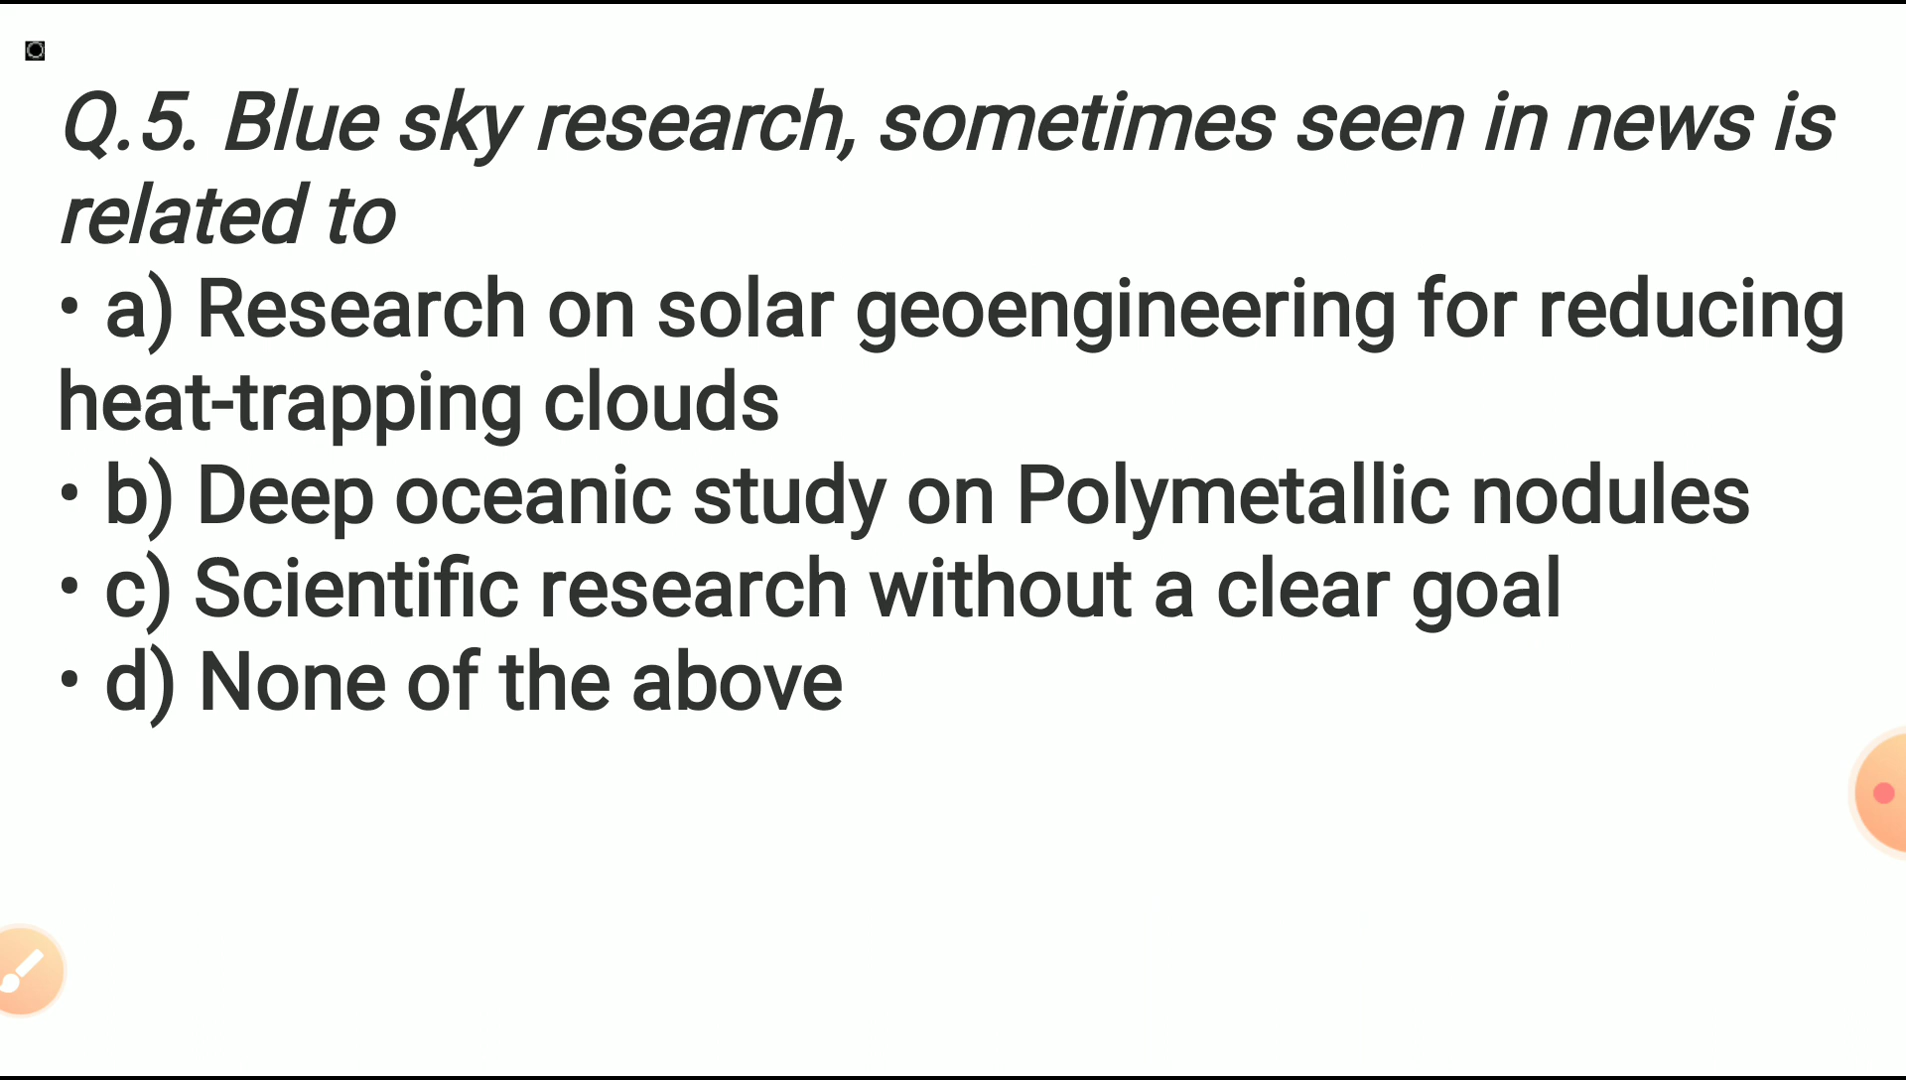 Q.5. Blue sky research, sometimes seen in news is
related to
• a) Research on solar geoengineering for reducing
heat-trapping clouds
• b) Deep oceanic study on Polymetallic nodules
• c) Scientific research without a clear goal
• d) None of the above